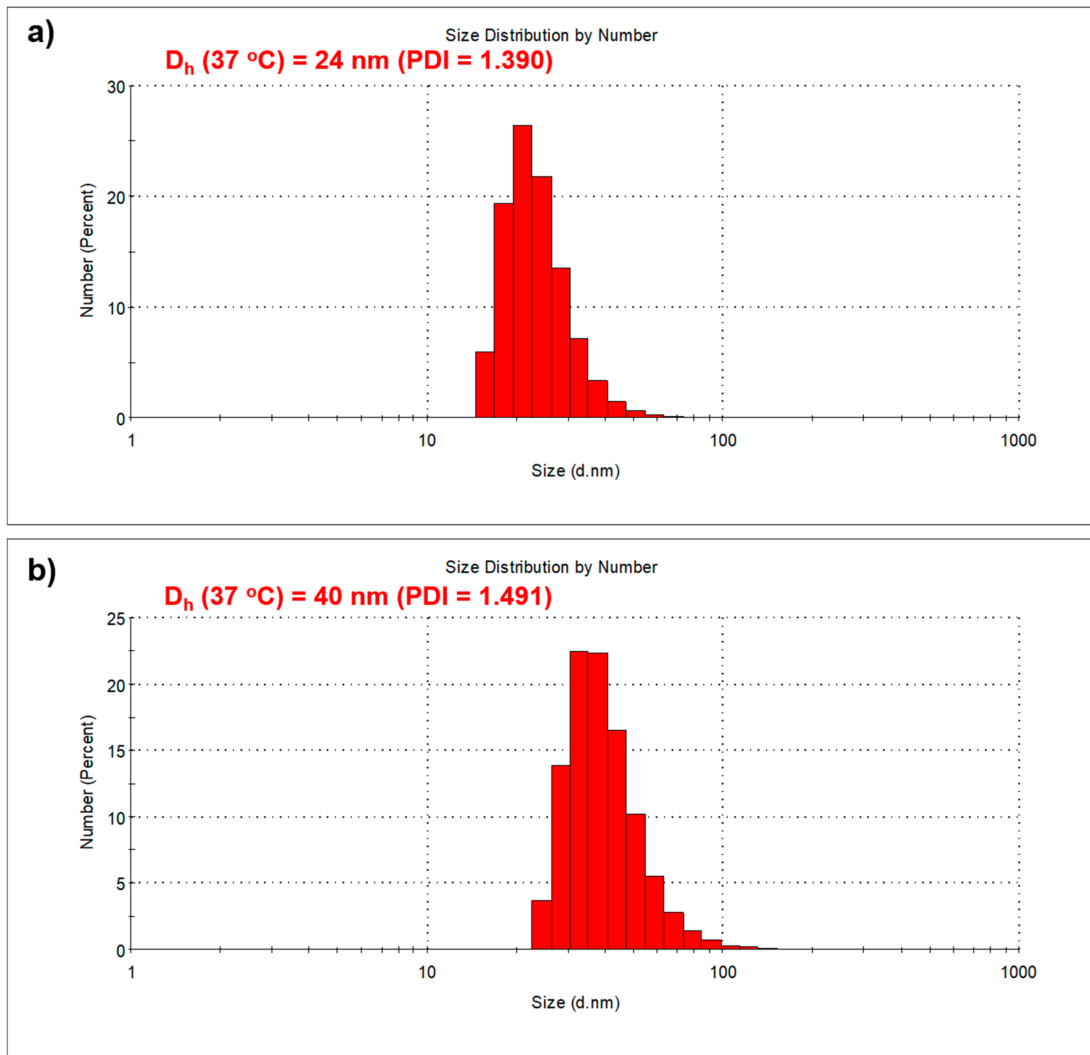 a)
Size Distribution by Number
Dₕ (37 ᵒC) = 24 nm (PDI = 1.390)
30
20
10
0
Number (Percent)
1 10 100 1000
Size (d.nm)
b)
Size Distribution by Number
Dₕ (37 ᵒC) = 40 nm (PDI = 1.491)
25
20
15
10
5
0
Number (Percent)
1 10 100 1000
Size (d.nm)